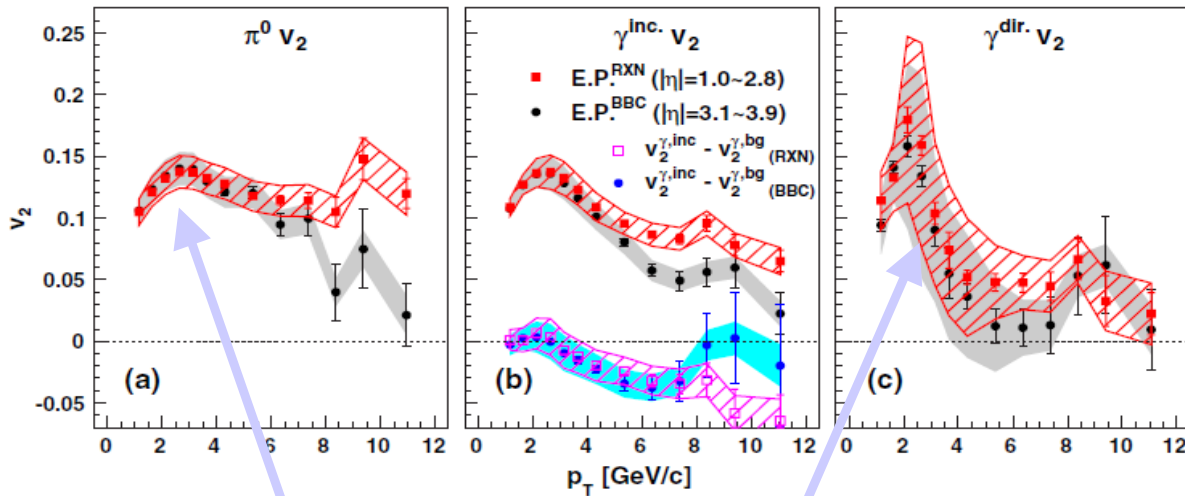 π⁰ v₂
γ^inc. v₂
γ^dir. v₂
E.P.^RXN (|η|=1.0~2.8)
E.P.^BBC (|η|=3.1~3.9)
v₂^γ,inc - v₂^γ,bg (RXN)
v₂^γ,inc - v₂^γ,bg (BBC)
v₂
0.25
0.2
0.15
0.1
0.05
0
-0.05
(a)
(b)
(c)
0 2 4 6 8 10 12
0 2 4 6 8 10 12
0 2 4 6 8 10 12
p_T [GeV/c]